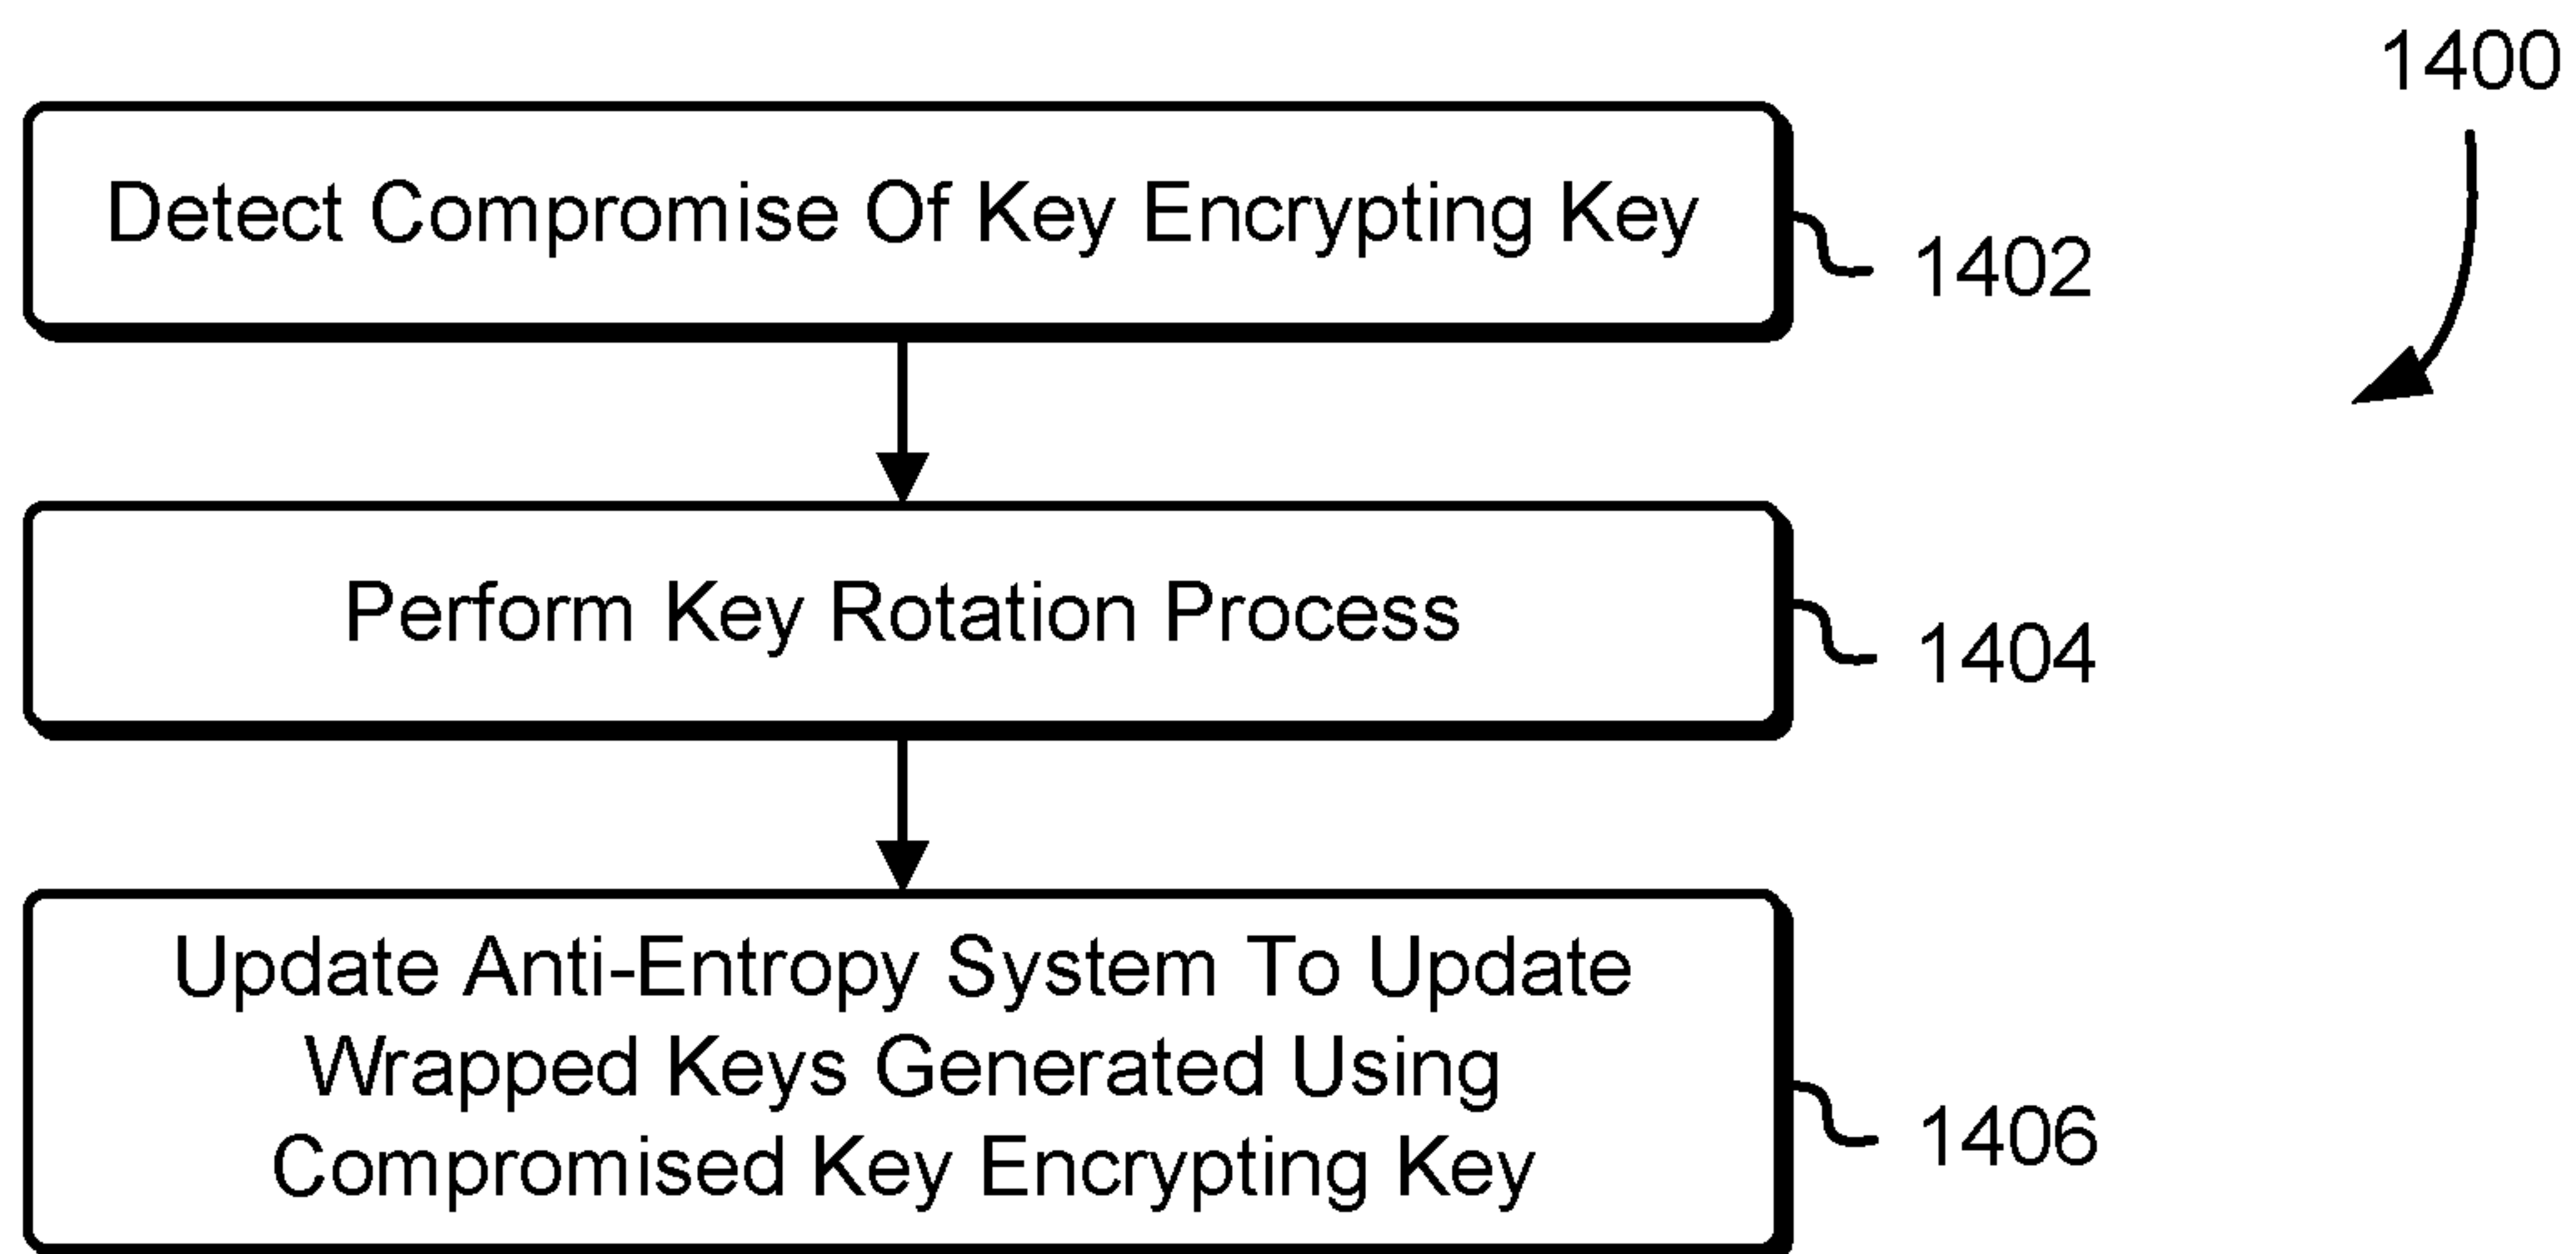 1400
Detect Compromise Of Key Encrypting Key
1402
Perform Key Rotation Process
1404
Update Anti-Entropy System To Update
Wrapped Keys Generated Using
Compromised Key Encrypting Key
1406